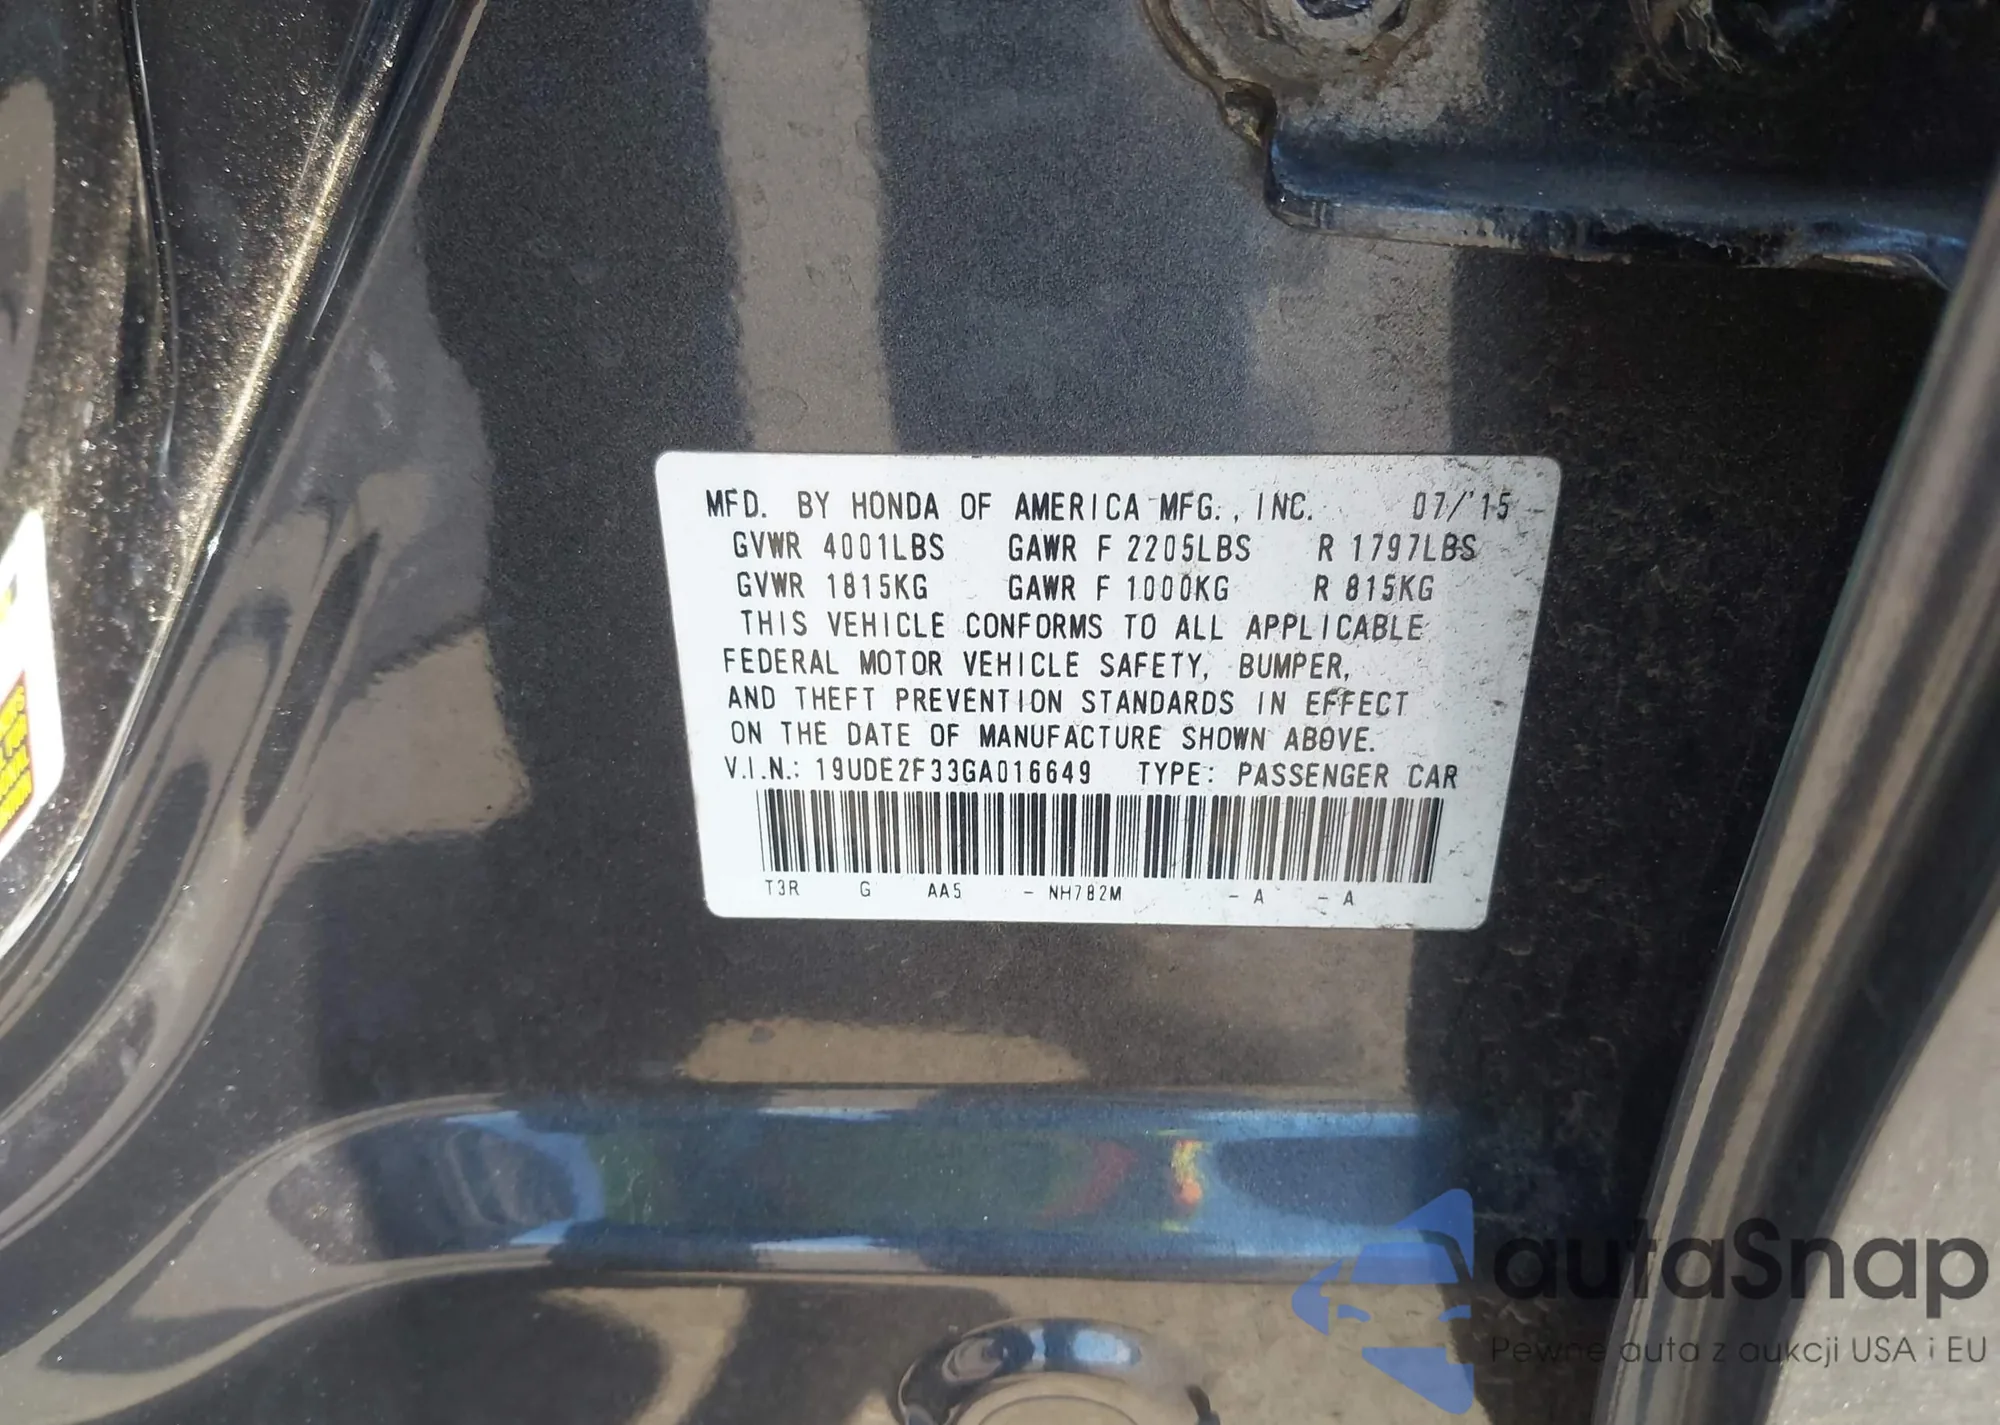 MFD. BY HONDA OF AMERICA MFG., INC. 07/'15
GVWR 4001LBS GAWR F 2205LBS R 1797LBS
GVWR 1815KG GAWR F 1000KG R 815KG
THIS VEHICLE CONFORMS TO ALL APPLICABLE
FEDERAL MOTOR VEHICLE SAFETY, BUMPER,
AND THEFT PREVENTION STANDARDS IN EFFECT
ON THE DATE OF MANUFACTURE SHOWN ABOVE.
V.I.N.: 19UDE2F33GA016649 TYPE: PASSENGER CAR
T3R G AA5 - NH782M - A - A
autaSnap
Pewne auta z aukcji USA i EU